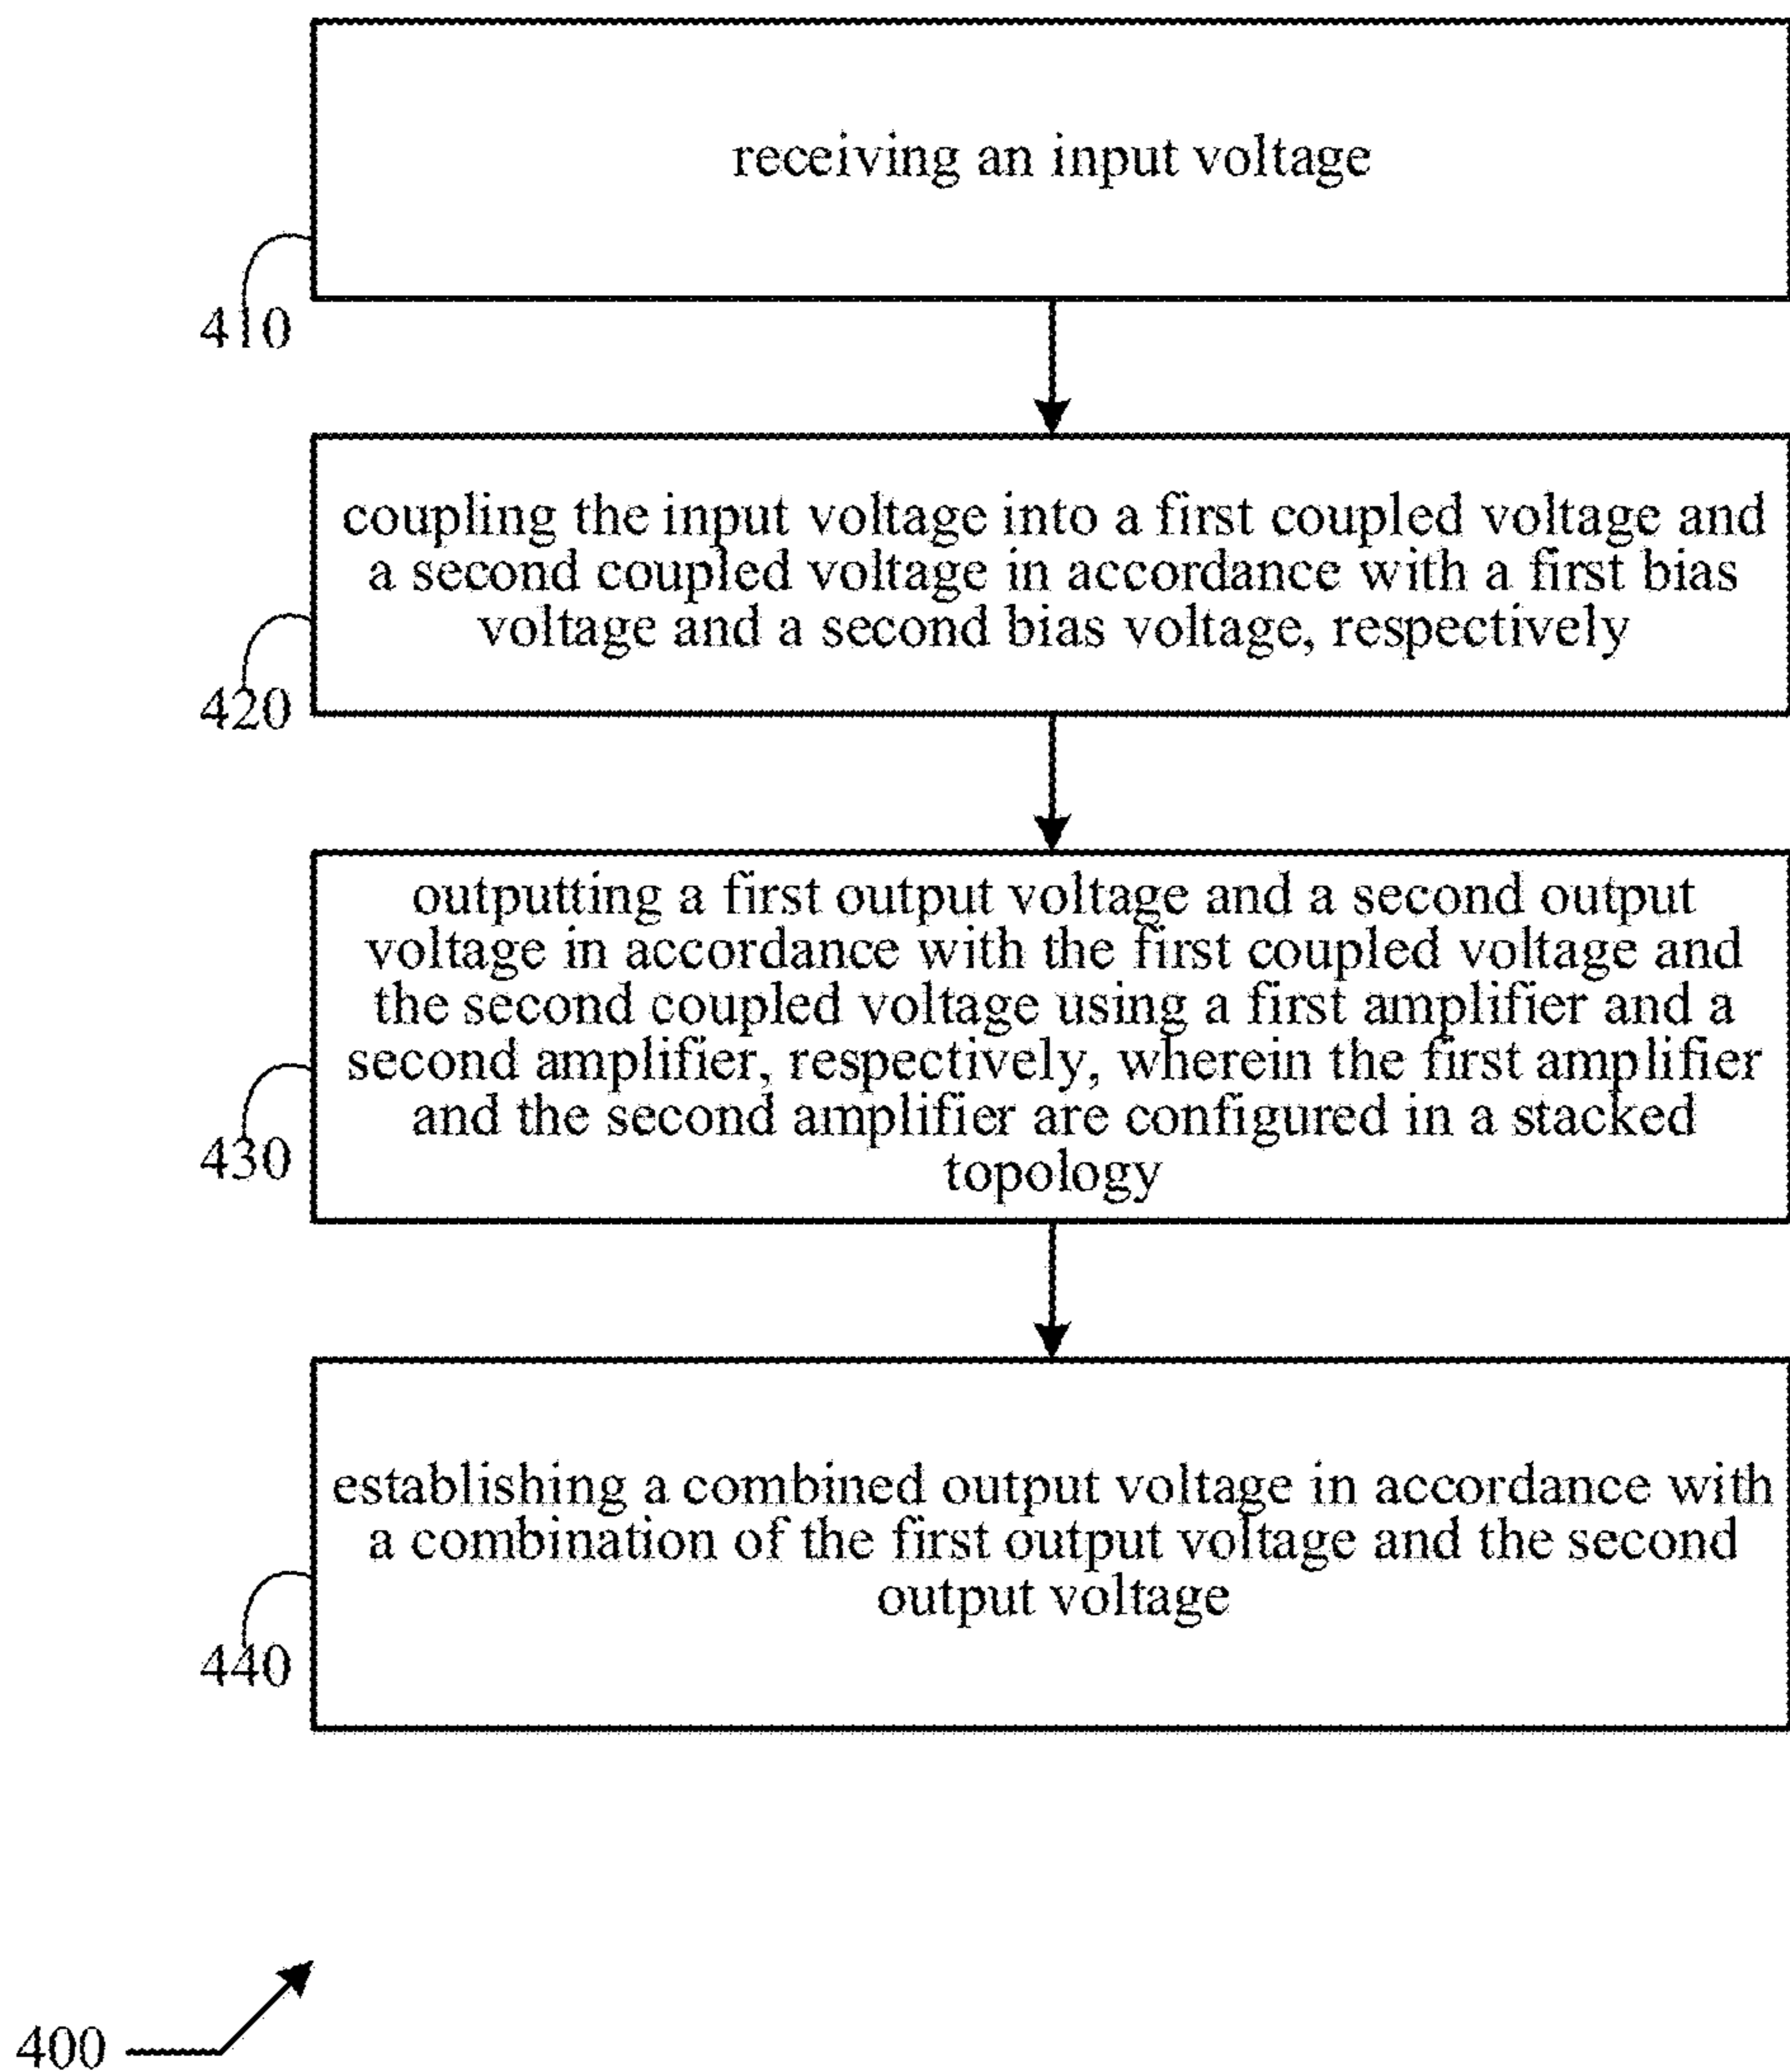 receiving an input voltage
410
coupling the input voltage into a first coupled voltage and
a second coupled voltage in accordance with a first bias
voltage and a second bias voltage, respectively
420
outputting a first output voltage and a second output
voltage in accordance with the first coupled voltage and
the second coupled voltage using a first amplifier and a
second amplifier, respectively, wherein the first amplifier
and the second amplifier are configured in a stacked
topology
430
establishing a combined output voltage in accordance with
a combination of the first output voltage and the second
output voltage
440
400